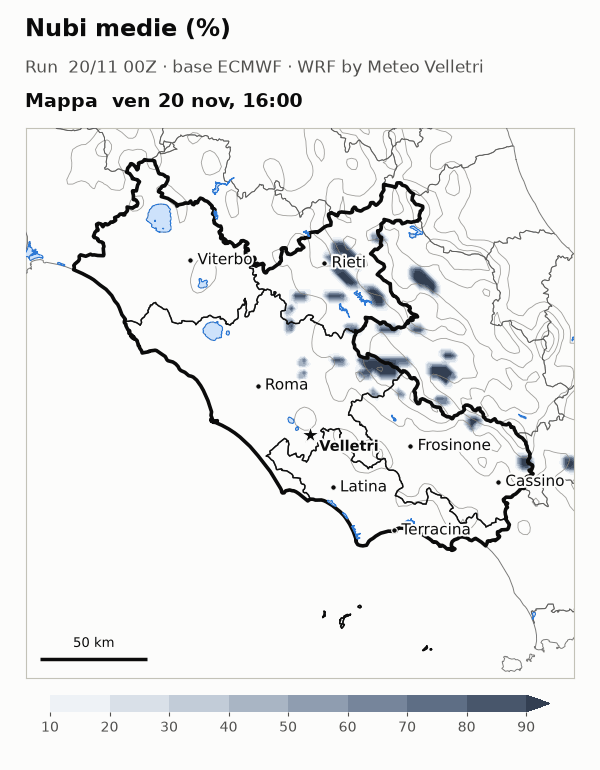 Nubi medie (%)
Run  20/11 00Z · base ECMWF · WRF by Meteo Velletri
Mappa  ven 20 nov, 16:00
Viterbo
Rieti
Roma
Velletri
Frosinone
Cassino
Latina
Terracina
50 km
10 20 30 40 50 60 70 80 90